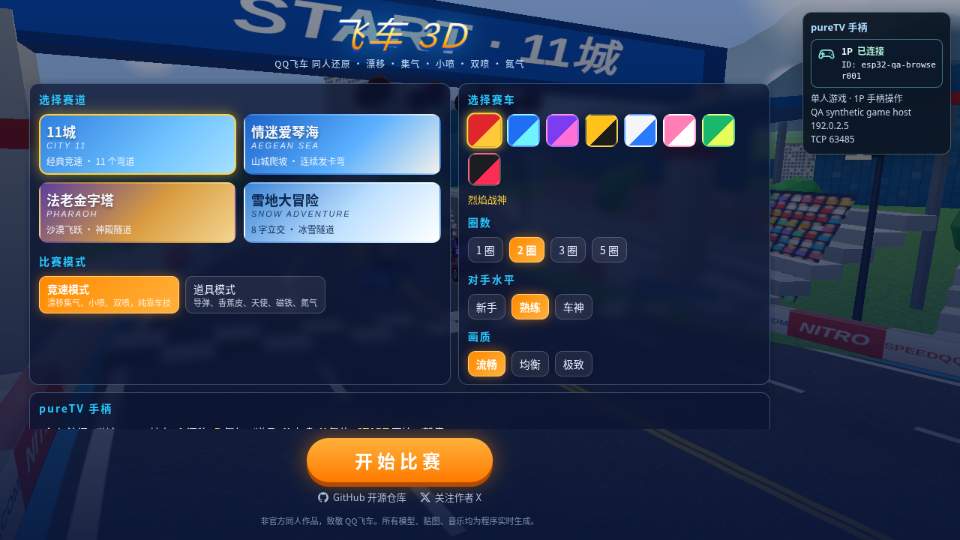 START · 11城
飞车 3D
QQ飞车 同人还原 · 漂移 · 集气 · 小喷 · 双喷 · 氮气
选择赛道
11城
CITY 11
经典竞速 · 11 个弯道
情迷爱琴海
AEGEAN SEA
山城爬坡 · 连续发卡弯
法老金字塔
PHARAOH
沙漠飞跃 · 神殿隧道
雪地大冒险
SNOW ADVENTURE
8 字立交 · 冰雪隧道
比赛模式
竞速模式
漂移集气、小喷、双喷，纯靠车技
道具模式
导弹、香蕉皮、天使、磁铁、氮气
选择赛车
烈焰战神
圈数
1 圈
2 圈
3 圈
5 圈
对手水平
新手
熟练
车神
画质
流畅
均衡
极致
pureTV 手柄
开始比赛
GitHub 开源仓库
关注作者 X
非官方同人作品，致敬 QQ飞车。所有模型、贴图、音乐均为程序实时生成。
pureTV 手柄
1P 已连接
ID: esp32-qa-browse
r001
单人游戏 · 1P 手柄操作
QA synthetic game host
192.0.2.5
TCP 63485
NITRO
SPEEDQQ